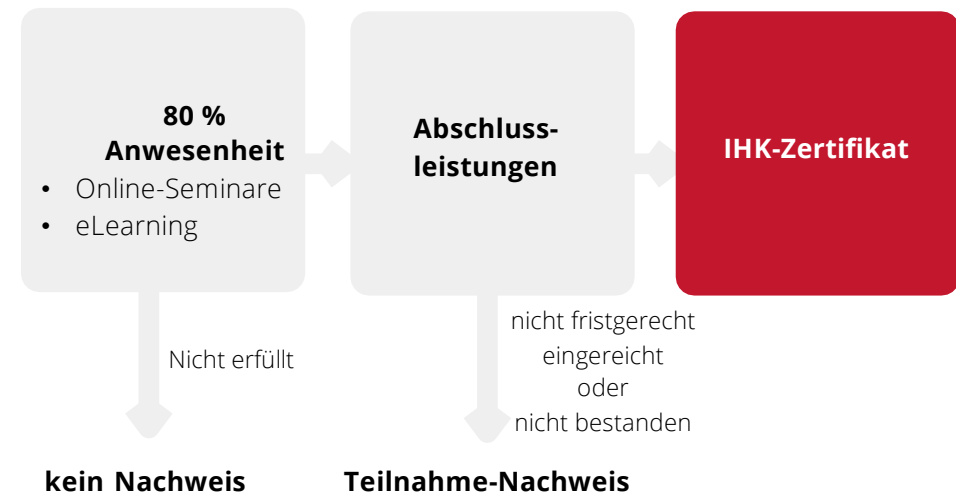 80 %
Anwesenheit
• Online-Seminare
• eLearning
Abschluss-
leistungen
IHK-Zertifikat
Nicht erfüllt
nicht fristgerecht
eingereicht
oder
nicht bestanden
kein Nachweis
Teilnahme-Nachweis